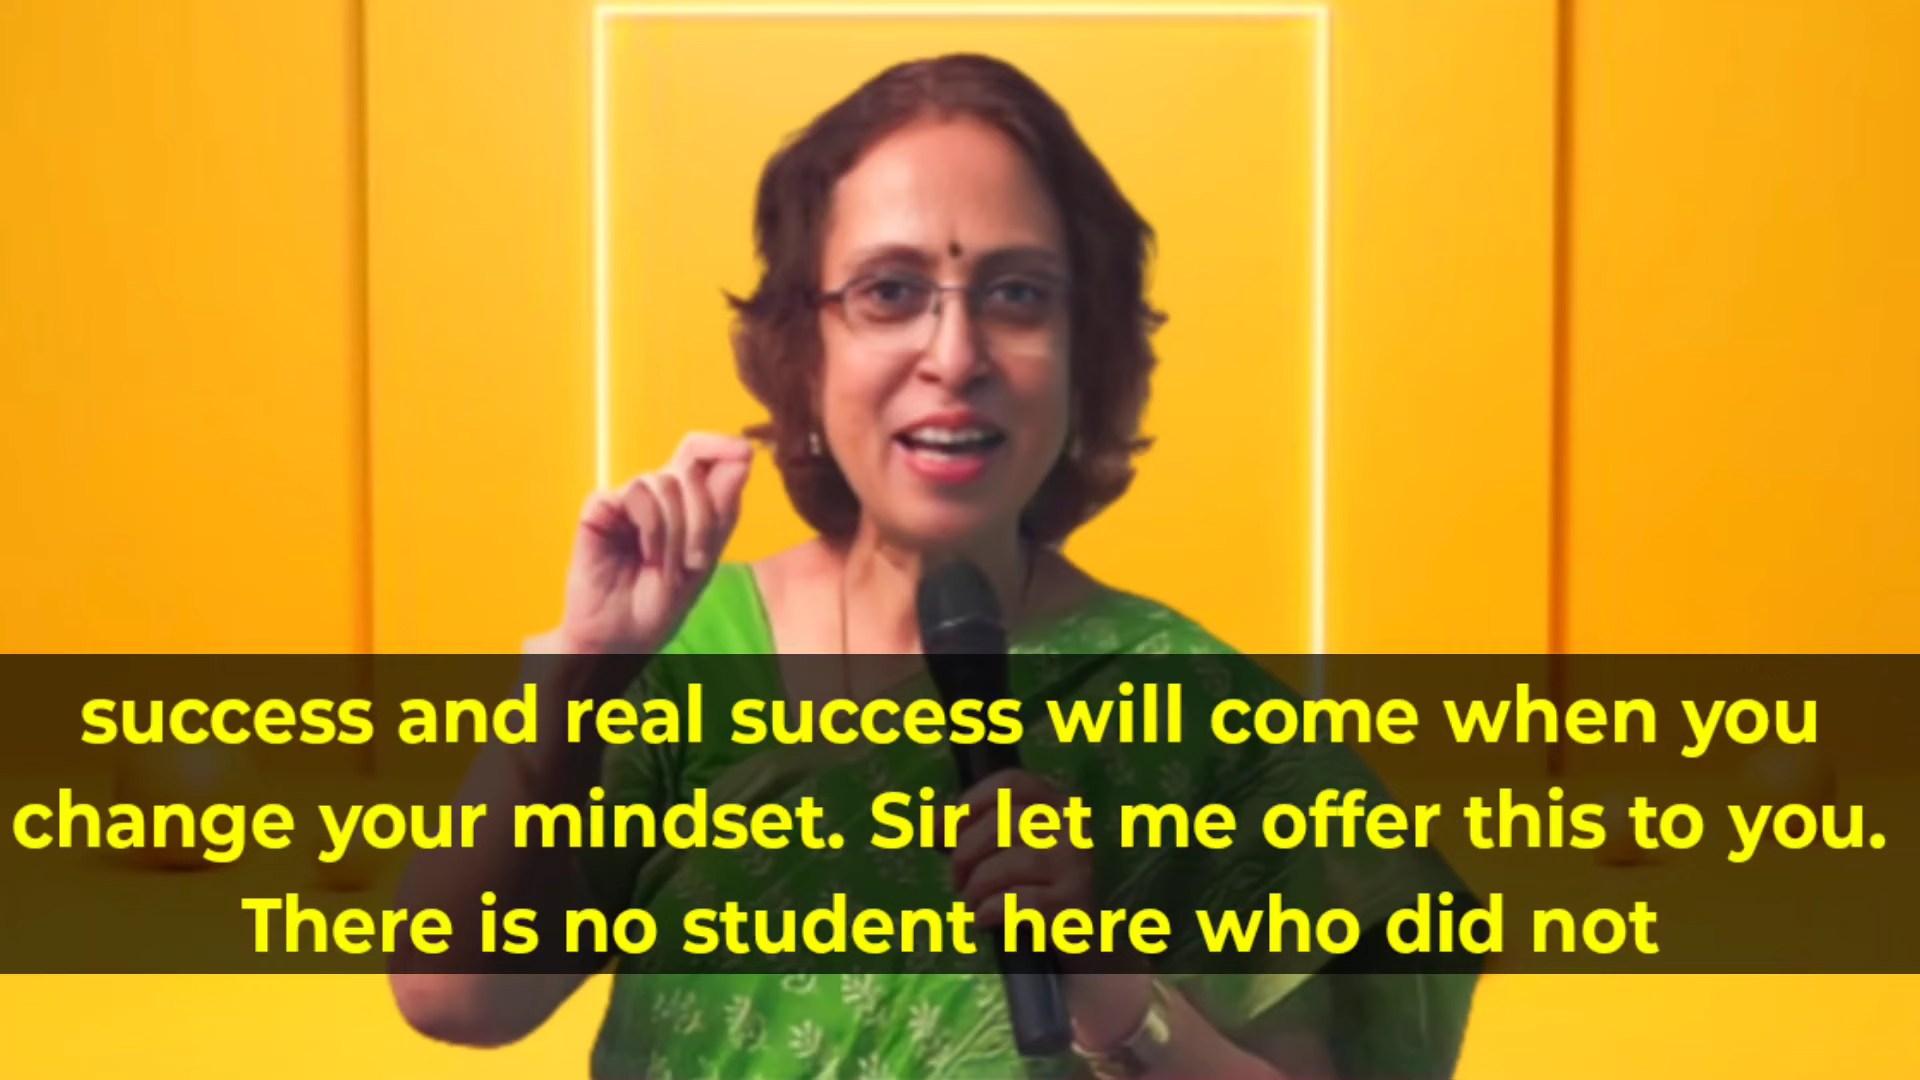 success and real success will come when you
change your mindset. Sir let me offer this to you.
There is no student here who did not